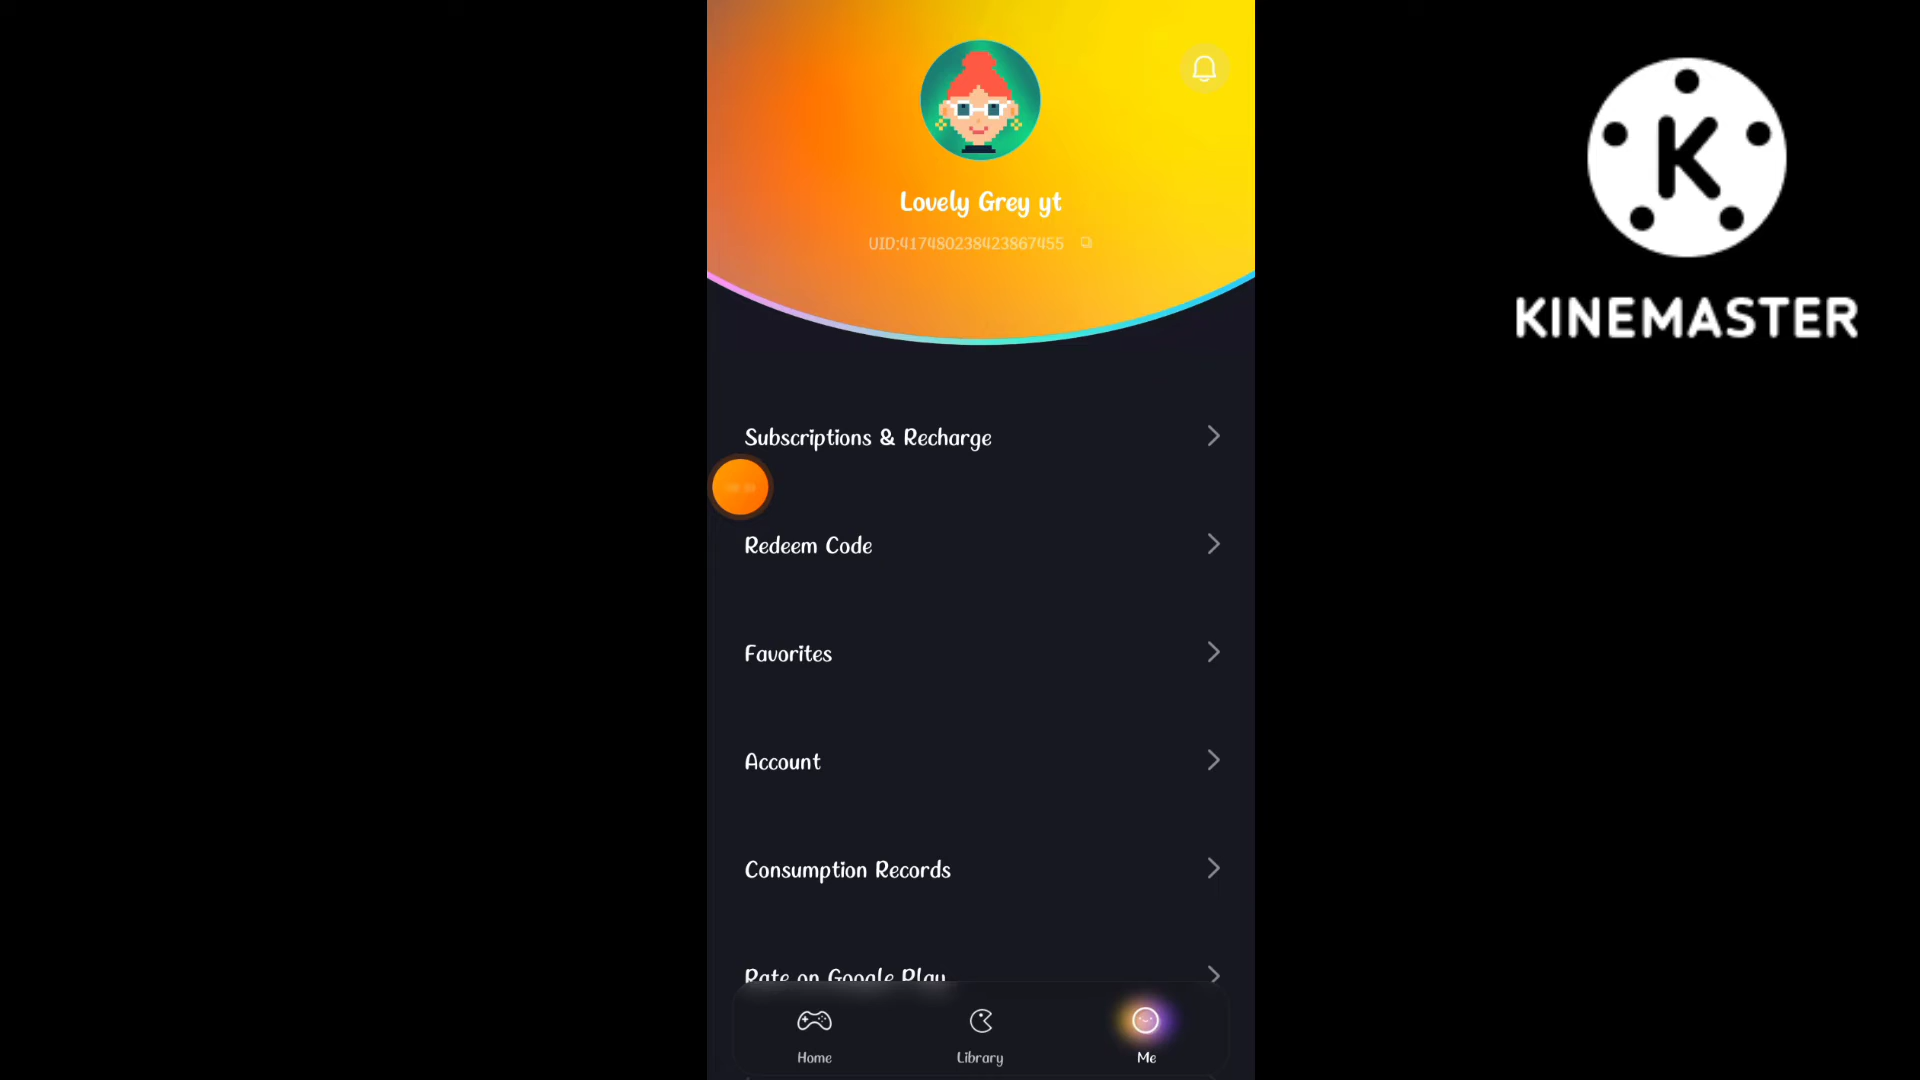 Lovely Grey yt
UID:417480238423867455
K
KINEMASTER
Subscriptions & Recharge
Redeem Code
Favorites
Account
Consumption Records
Rate on Google Play
Home
Library
Me